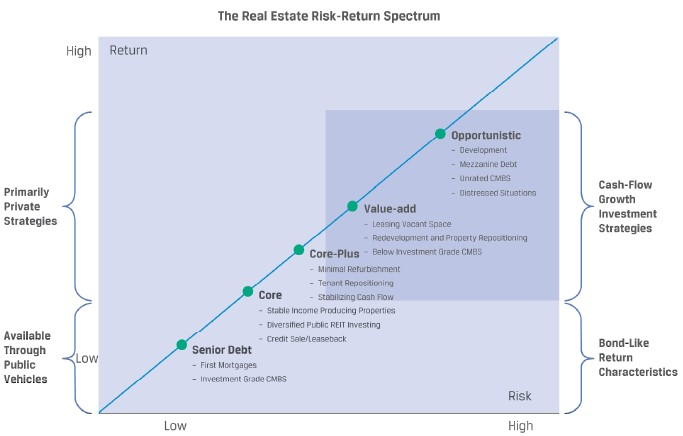 The Real Estate Risk-Return Spectrum
High
Return
Opportunistic
– Development
– Mezzanine Debt
– Unrated CMBS
– Distressed Situations
Primarily
Private
Strategies
Cash-Flow
Growth
Investment
Strategies
Value-add
– Leasing Vacant Space
– Redevelopment and Property Repositioning
– Below Investment Grade CMBS
Core-Plus
– Minimal Refurbishment
– Tenant Repositioning
– Stabilizing Cash Flow
Core
– Stable Income Producing Properties
– Diversified Public REIT Investing
– Credit Sale/Leaseback
Available
Through
Public
Vehicles
Low
Senior Debt
– First Mortgages
– Investment Grade CMBS
Bond-Like
Return
Characteristics
Risk
Low
High